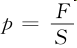 p = F/S